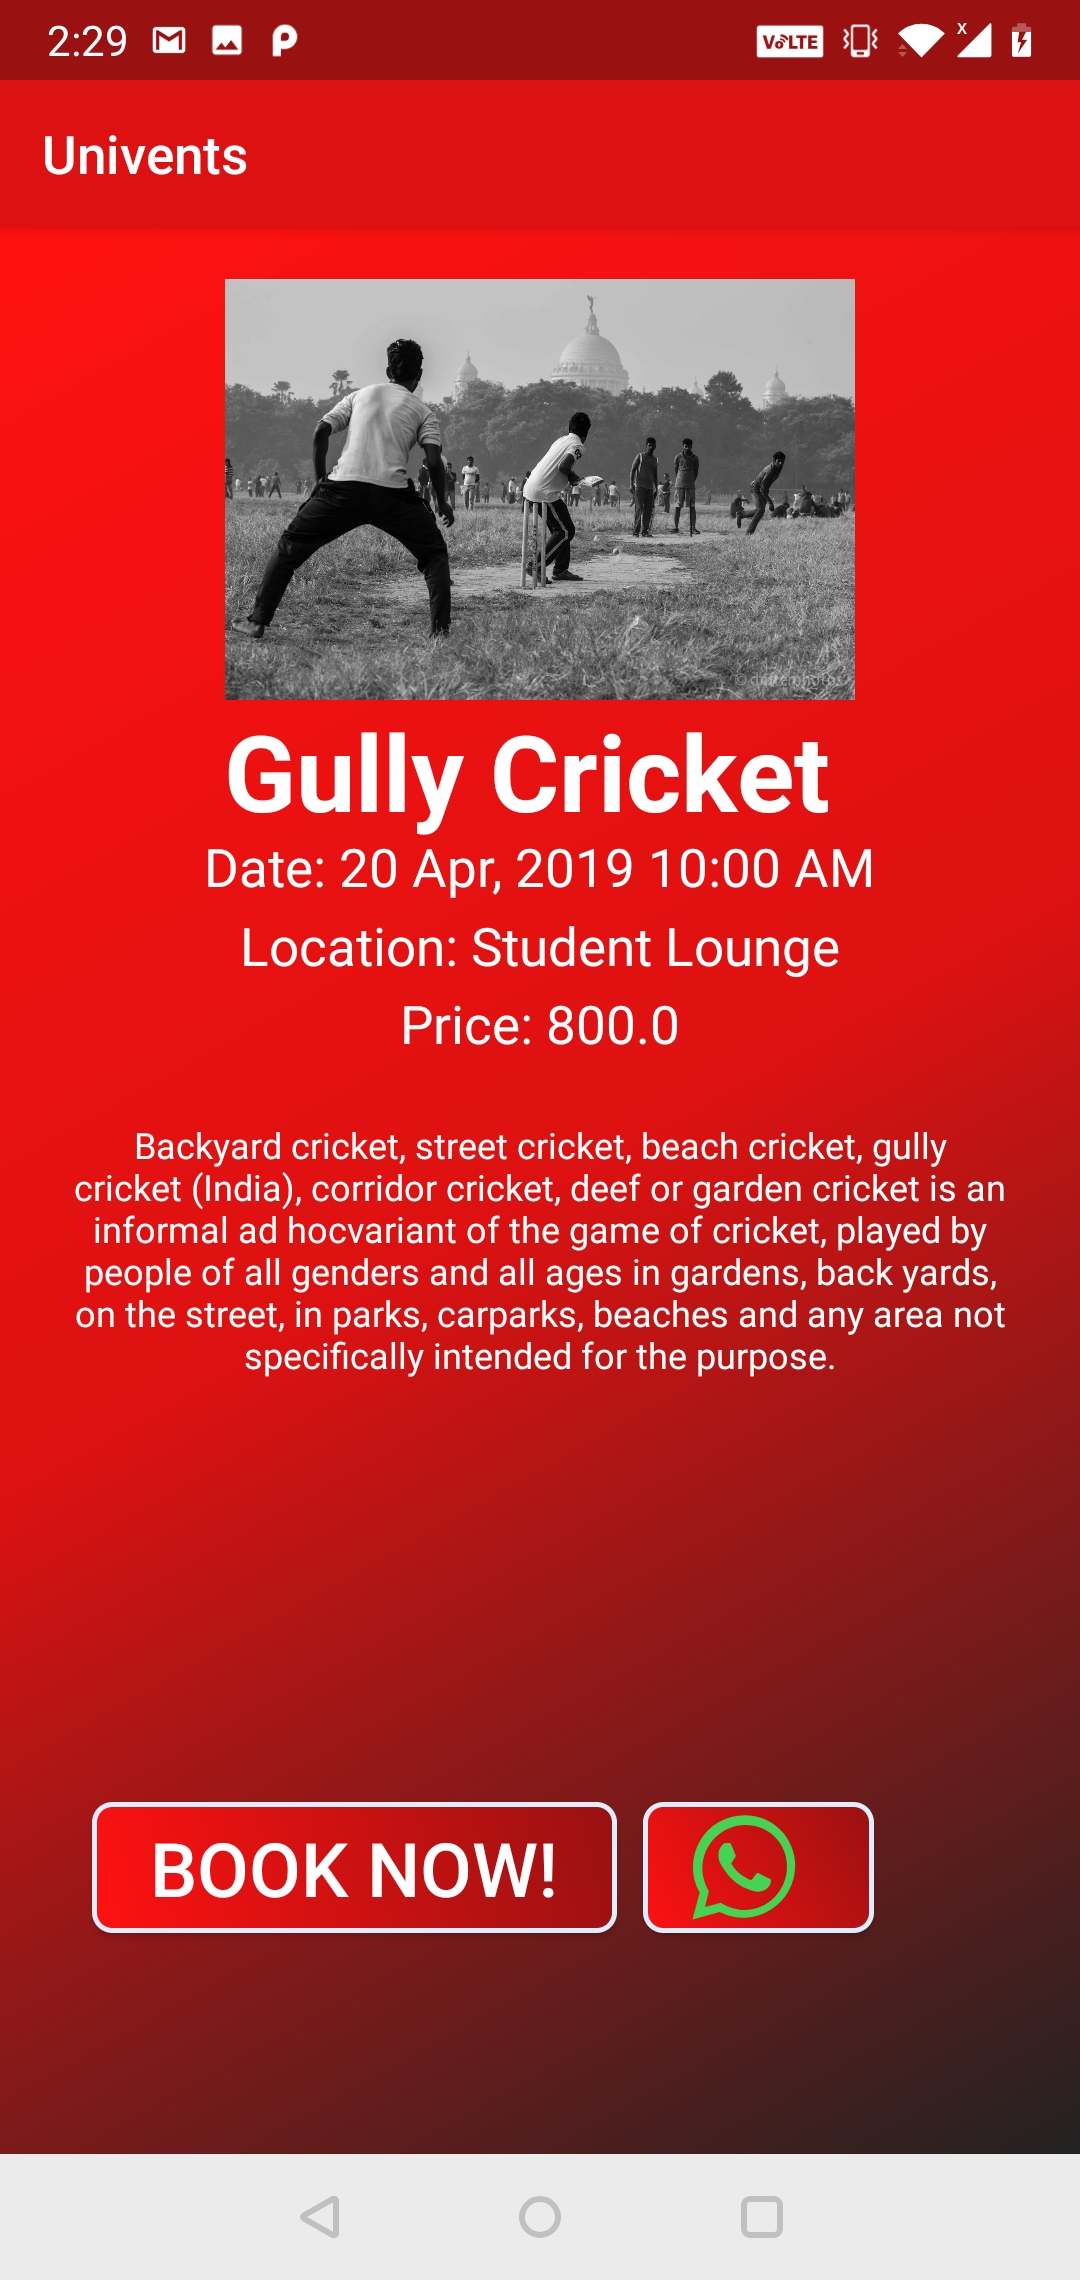 2:29
VoLTE
X
Univents
Gully Cricket
Date: 20 Apr, 2019 10:00 AM
Location: Student Lounge
Price: 800.0
Backyard cricket, street cricket, beach cricket, gully
cricket (India), corridor cricket, deef or garden cricket is an
informal ad hocvariant of the game of cricket, played by
people of all genders and all ages in gardens, back yards,
on the street, in parks, carparks, beaches and any area not
specifically intended for the purpose.
BOOK NOW!